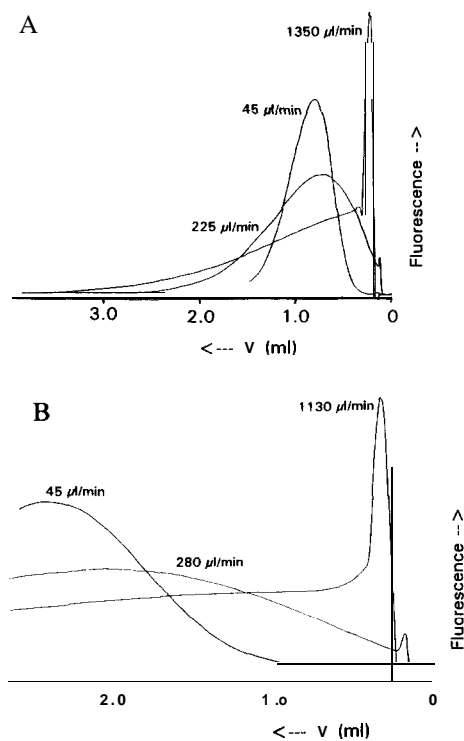 A
1350 µl/min
45 µl/min
225 µl/min
Fluorescence -->
3.0 2.0 1.0 0
<--- V (ml)
B
1130 µl/min
45 µl/min
280 µl/min
Fluorescence -->
2.0 1.o 0
<--- V (ml)